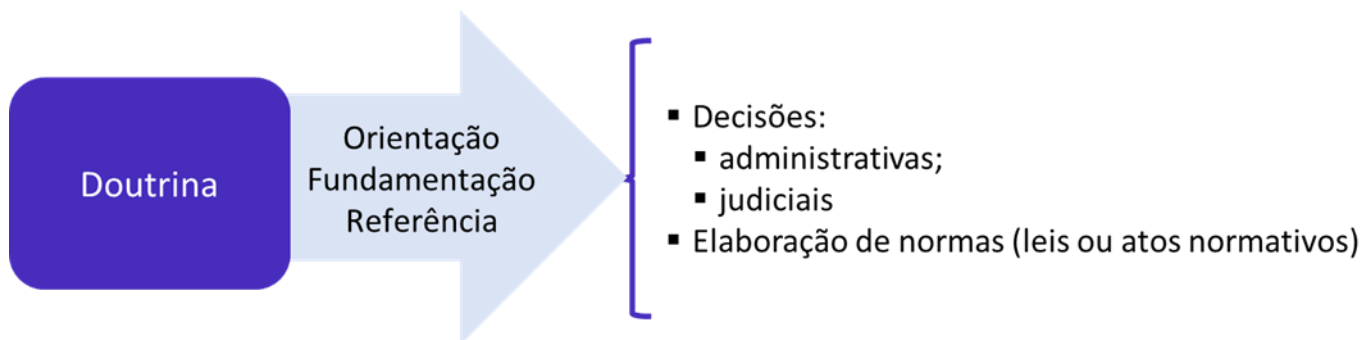 Doutrina
Orientação
Fundamentação
Referência
▪ Decisões:
▪ administrativas;
▪ judiciais
▪ Elaboração de normas (leis ou atos normativos)